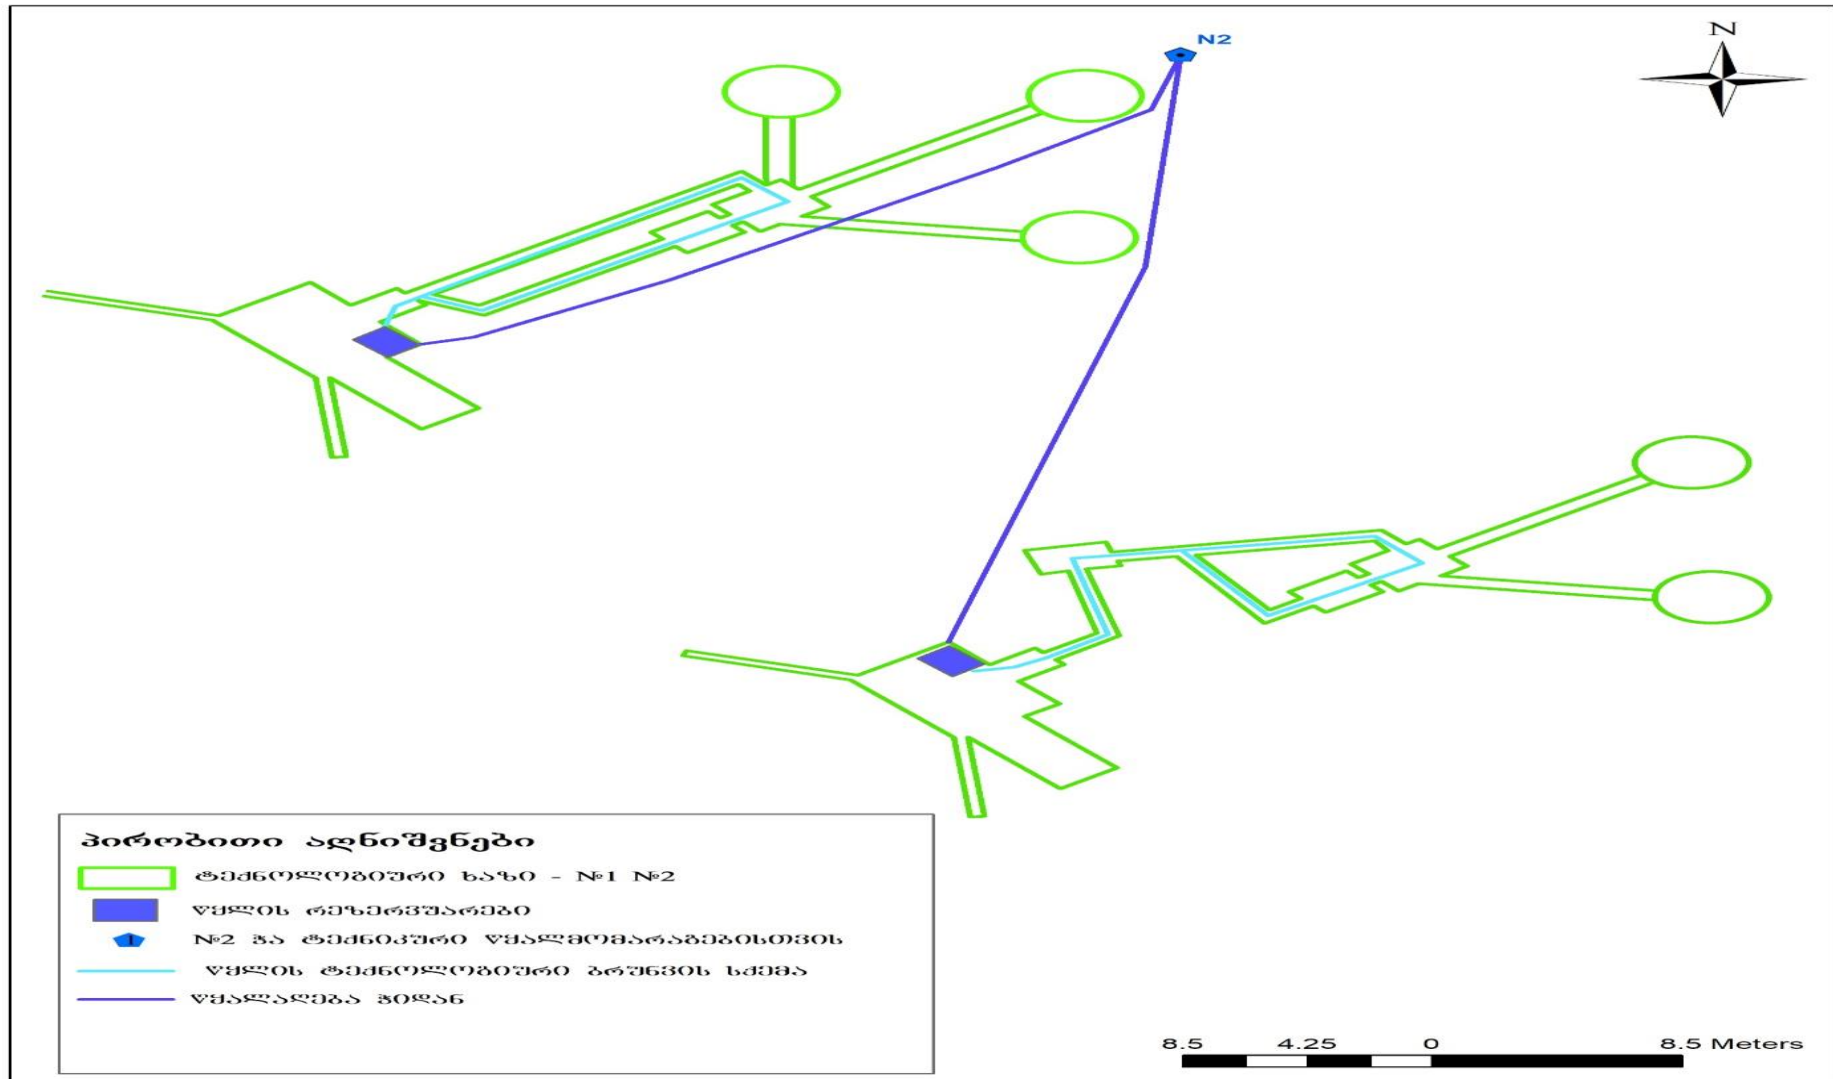 N2
N
პირობითი აღნიშვნები
ტექნოლოგიური ხაზი - №1 №2
წყლის რეზერვუარები
№2 ჭა ტექნიკური წყალმომარაგებისთვის
წყლის ტექნოლოგიური ბრუნვის სქემა
წყალაღება ჭიდან
8.5 4.25 0 8.5 Meters